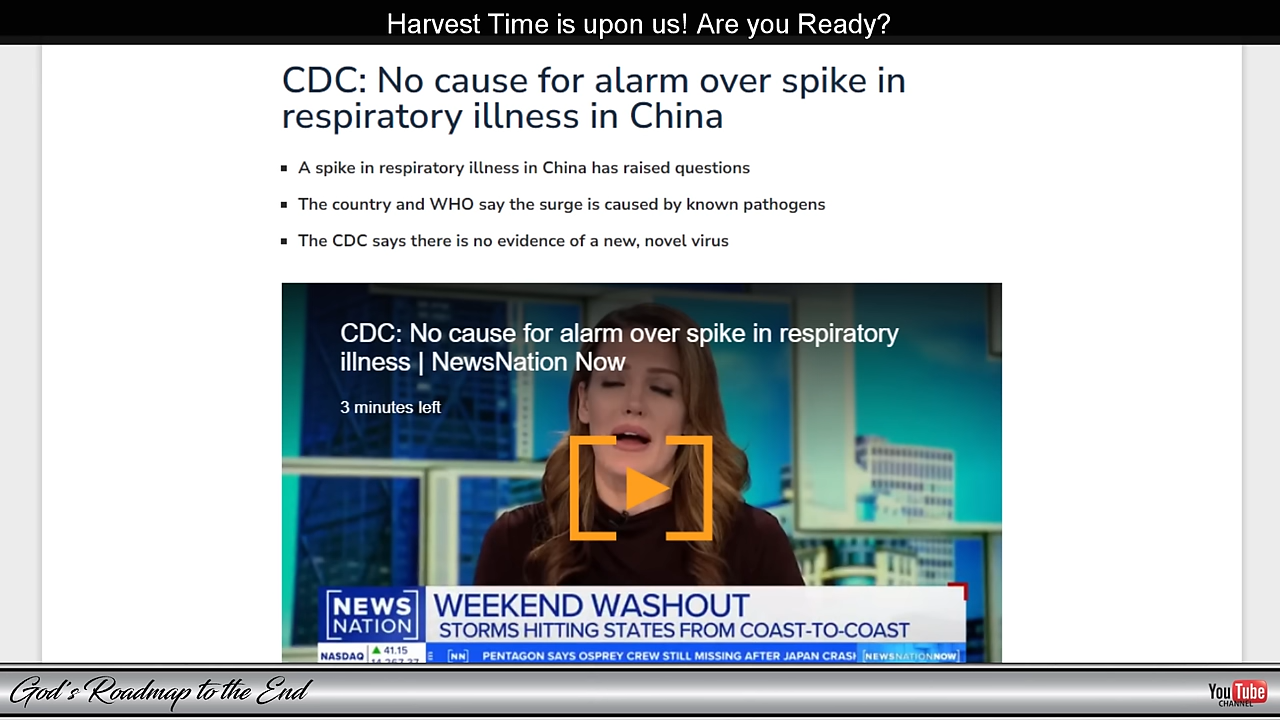 Harvest Time is upon us! Are you Ready?
CDC: No cause for alarm over spike in
respiratory illness in China
A spike in respiratory illness in China has raised questions
The country and WHO say the surge is caused by known pathogens
The CDC says there is no evidence of a new, novel virus
CDC: No cause for alarm over spike in respiratory
illness | NewsNation Now
3 minutes left
NEWS
NATION
WEEKEND WASHOUT
STORMS HITTING STATES FROM COAST-TO-COAST
NASDAQ ▲ 41.15
[NN] PENTAGON SAYS OSPREY CREW STILL MISSING AFTER JAPAN CRASH [NEWSNATIONNOW]
God's Roadmap to the End
YouTube
CHANNEL